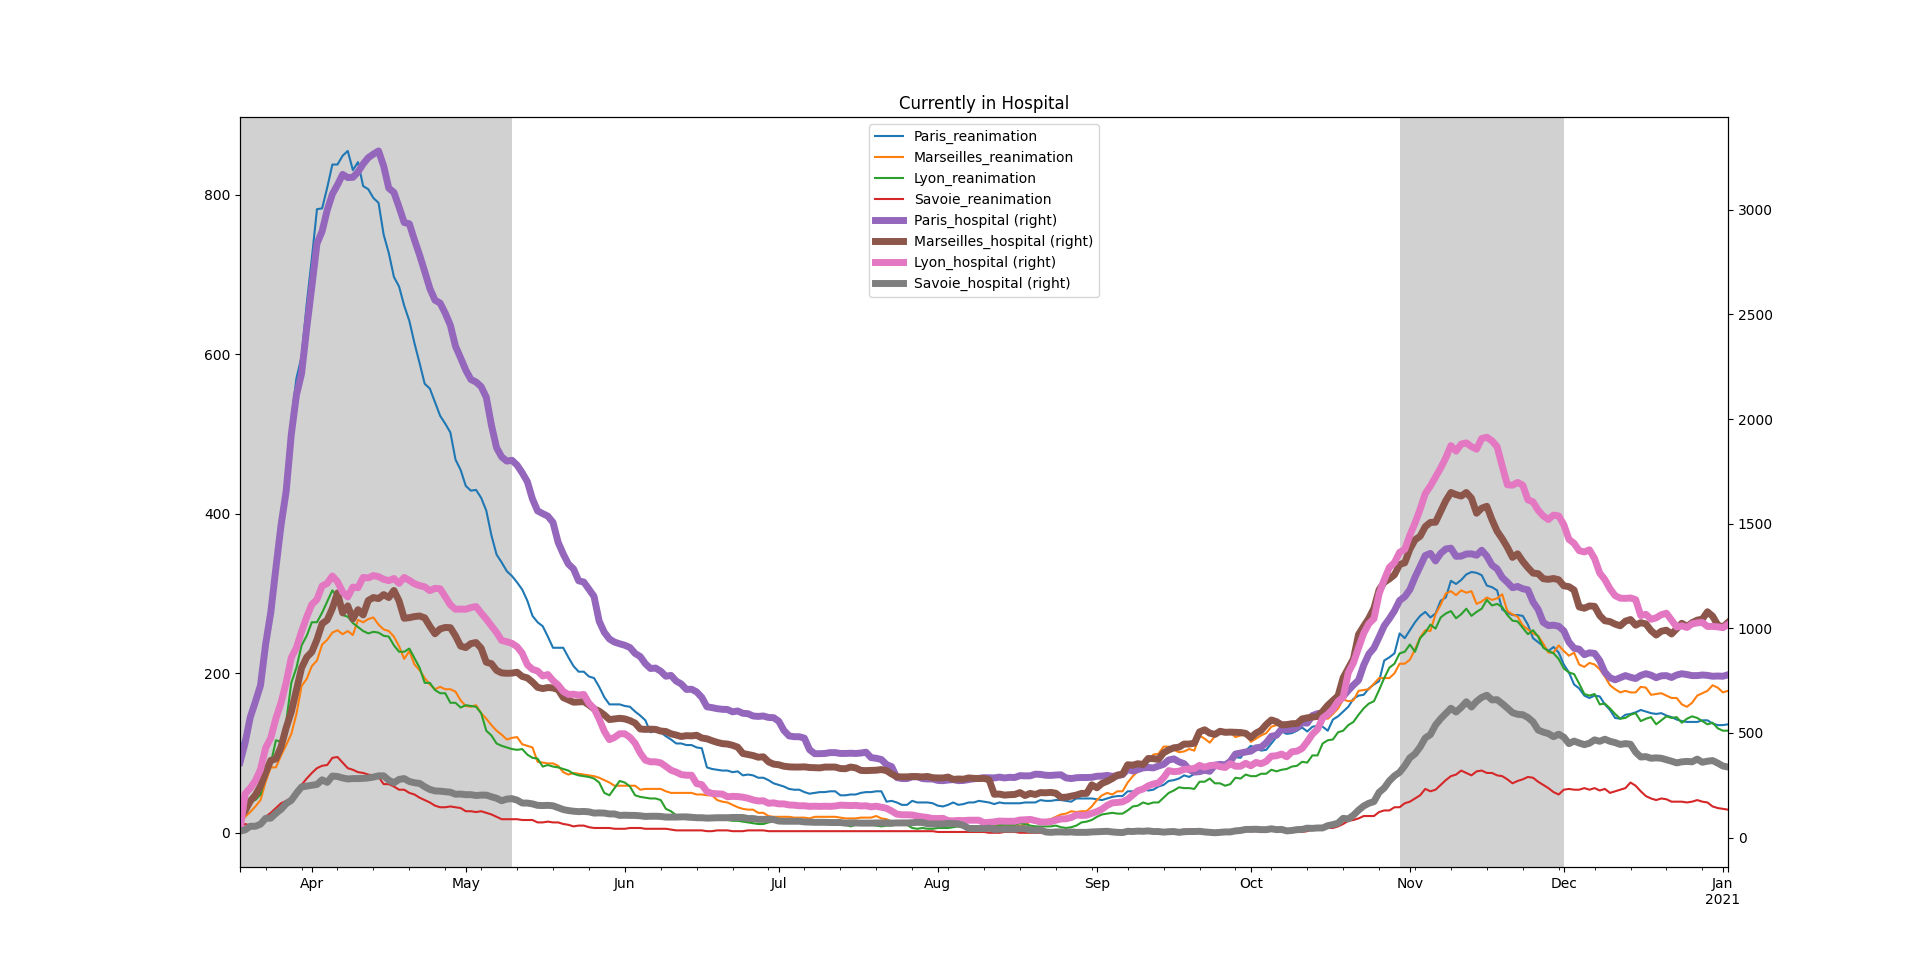 Currently in Hospital
Paris_reanimation
Marseilles_reanimation
Lyon_reanimation
Savoie_reanimation
Paris_hospital (right)
Marseilles_hospital (right)
Lyon_hospital (right)
Savoie_hospital (right)
800
600
400
200
0
3000
2500
2000
1500
1000
500
0
Apr May Jun Jul Aug Sep Oct Nov Dec Jan
2021